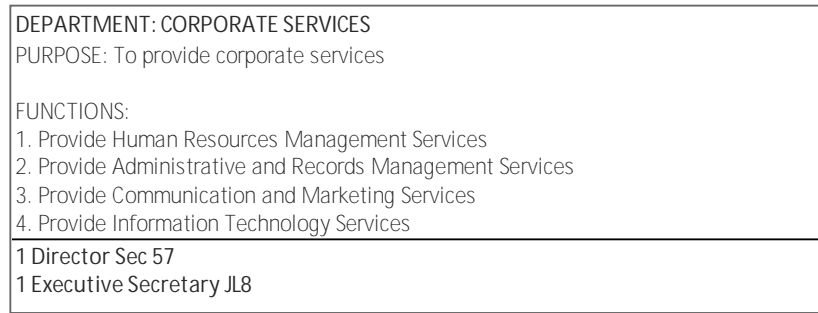 DEPARTMENT: CORPORATE SERVICES
PURPOSE: To provide corporate services
FUNCTIONS:
1. Provide Human Resources Management Services
2. Provide Administrative and Records Management Services
3. Provide Communication and Marketing Services
4. Provide Information Technology Services
1 Director Sec 57
1 Executive Secretary JL8